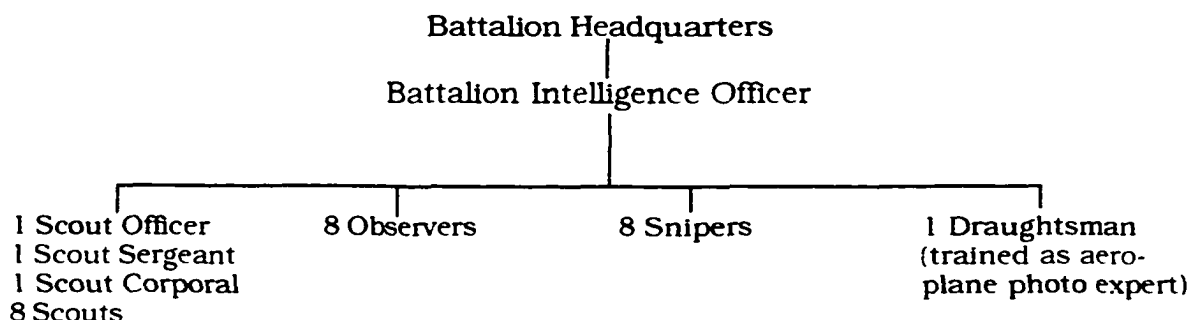 Battalion Headquarters
Battalion Intelligence Officer
1 Scout Officer
1 Scout Sergeant
1 Scout Corporal
8 Scouts
8 Observers
8 Snipers
1 Draughtsman
(trained as aero-
plane photo expert)